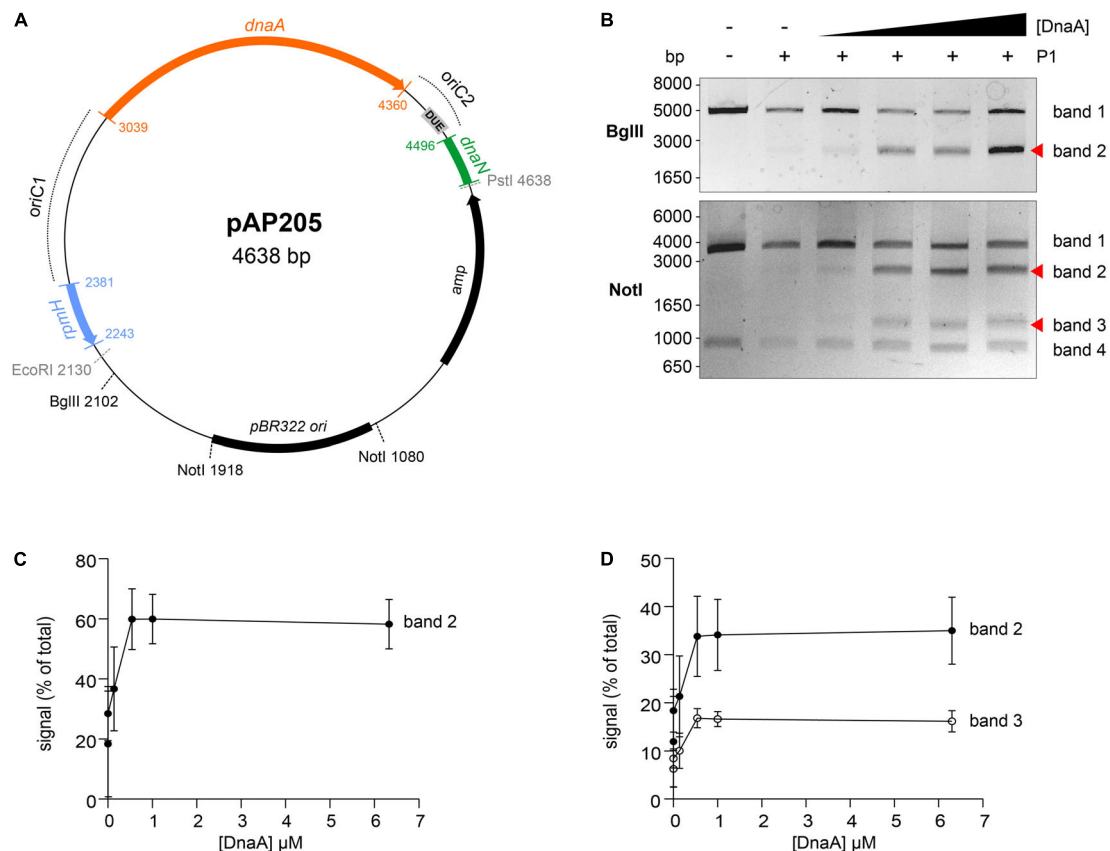 A
dnaA
oriC2
4360
DUE
3039
4496
dnaN
PstI 4638
oriC1
pAP205
4638 bp
amp
2381
rpmH
2243
EcoRI 2130
BglII 2102
pBR322 ori
NotI 1918
NotI 1080
B
- - [DnaA]
bp - + + + + + P1
8000
5000
3000
1650
BglII
band 1
band 2
6000
4000
3000
1650
1000
650
NotI
band 1
band 2
band 3
band 4
C
signal (% of total)
80
60
40
20
0
band 2
0 1 2 3 4 5 6 7
[DnaA] µM
D
signal (% of total)
50
40
30
20
10
0
band 2
band 3
0 1 2 3 4 5 6 7
[DnaA] µM